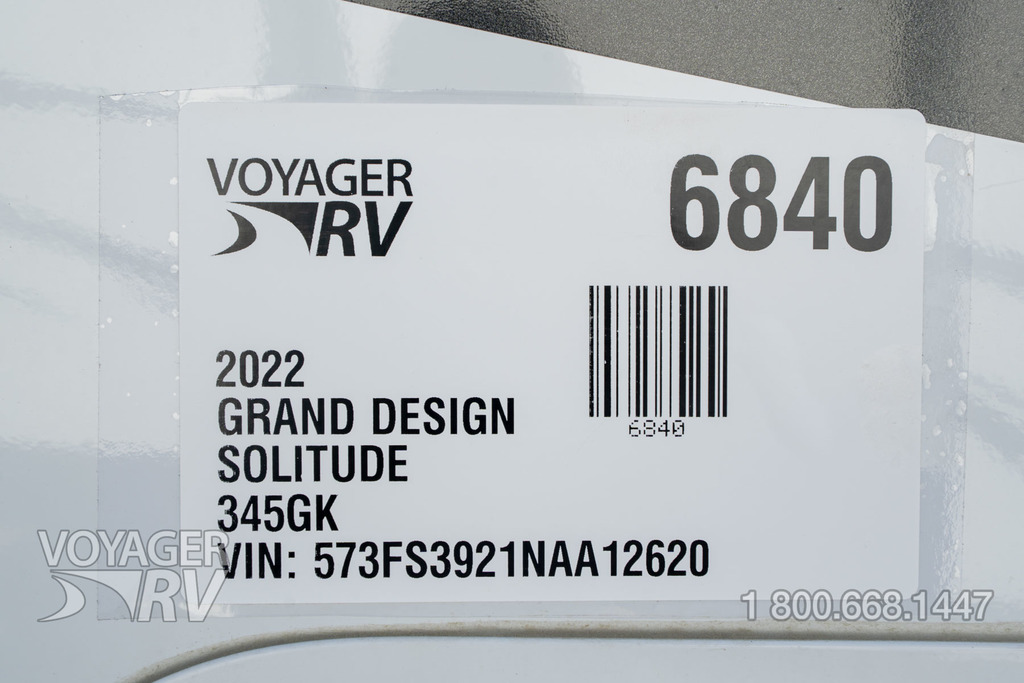 VOYAGER
RV
6840
6840
2022
GRAND DESIGN
SOLITUDE
345GK
VIN: 573FS3921NAA12620
VOYAGER
RV
1 800.668.1447